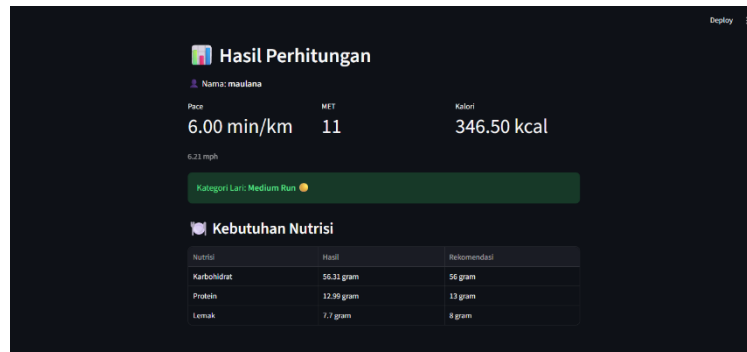 Deploy
Hasil Perhitungan
Nama: maulana
Pace MET Kalori
6.00 min/km 11 346.50 kcal
6.21 mph
Kategori Lari: Medium Run
Kebutuhan Nutrisi
Nutrisi Hasil Rekomendasi
Karbohidrat 56.31 gram 56 gram
Protein 12.99 gram 13 gram
Lemak 7.7 gram 8 gram